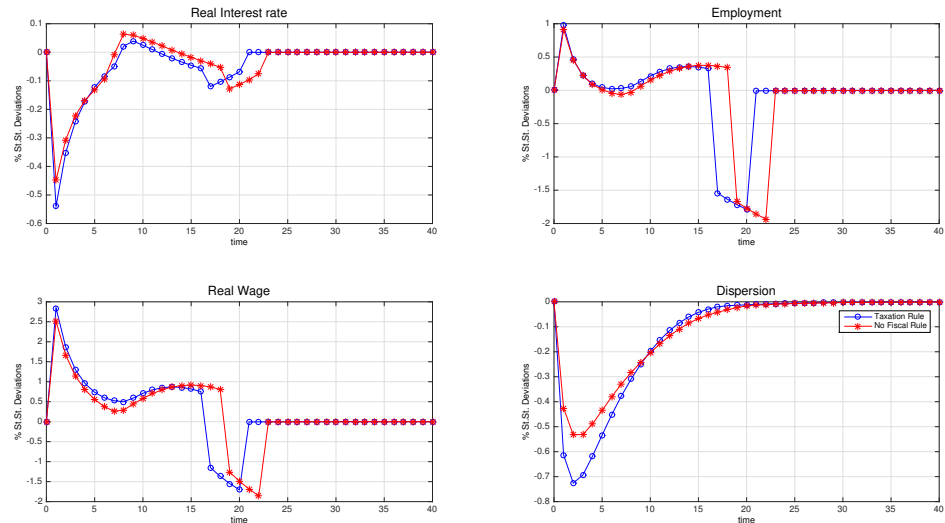 Real Interest rate
0.1
0
-0.1
-0.2
-0.3
-0.4
-0.5
-0.6
% St.St. Deviations
0 5 10 15 20 25 30 35 40
time
Employment
1
0.5
0
-0.5
-1
-1.5
-2
% St.St. Deviations
0 5 10 15 20 25 30 35 40
time
Real Wage
3
2.5
2
1.5
1
0.5
0
-0.5
-1
-1.5
-2
% St.St. Deviations
0 5 10 15 20 25 30 35 40
time
Dispersion
0
-0.1
-0.2
-0.3
-0.4
-0.5
-0.6
-0.7
-0.8
% St.St. Deviations
Taxation Rule
No Fiscal Rule
0 5 10 15 20 25 30 35 40
time